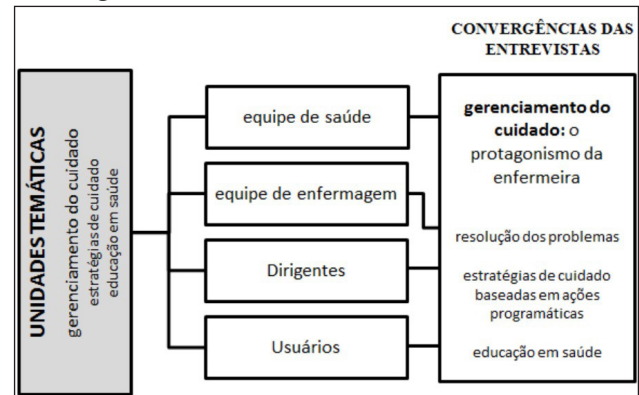 CONVERGÊNCIAS DAS
ENTREVISTAS
UNIDADES TEMÁTICAS
gerenciamento do cuidado
estratégias de cuidado
educação em saúde
equipe de saúde
equipe de enfermagem
Dirigentes
Usuários
gerenciamento do
cuidado: o
protagonismo da
enfermeira
resolução dos problemas
estratégias de cuidado
baseadas em ações
programáticas
educação em saúde